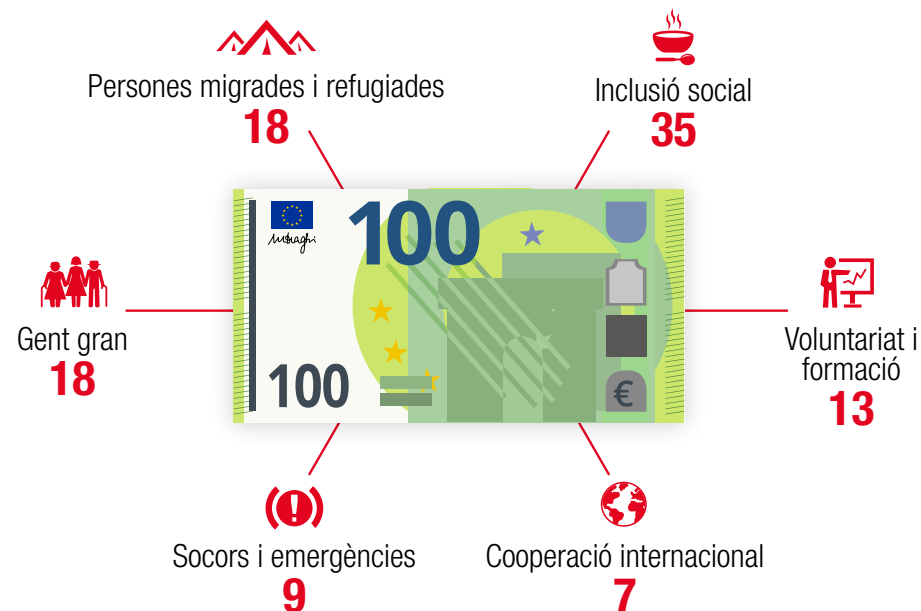 Persones migrades i refugiades
18
Inclusió social
35
100
100
€
Gent gran
18
Voluntariat i
formació
13
Socors i emergències
9
Cooperació internacional
7